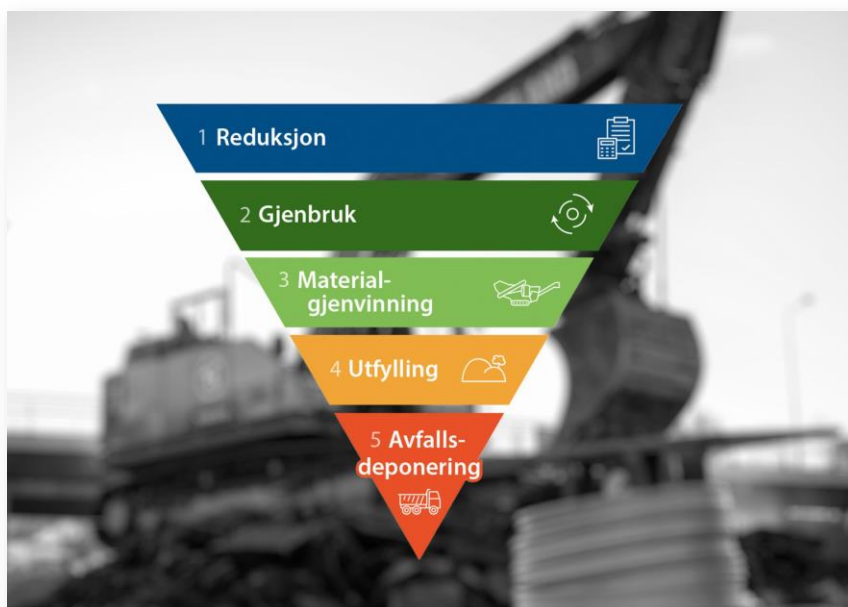 1 Reduksjon
2 Gjenbruk
3 Material-
gjenvinning
4 Utfylling
5 Avfalls-
deponering